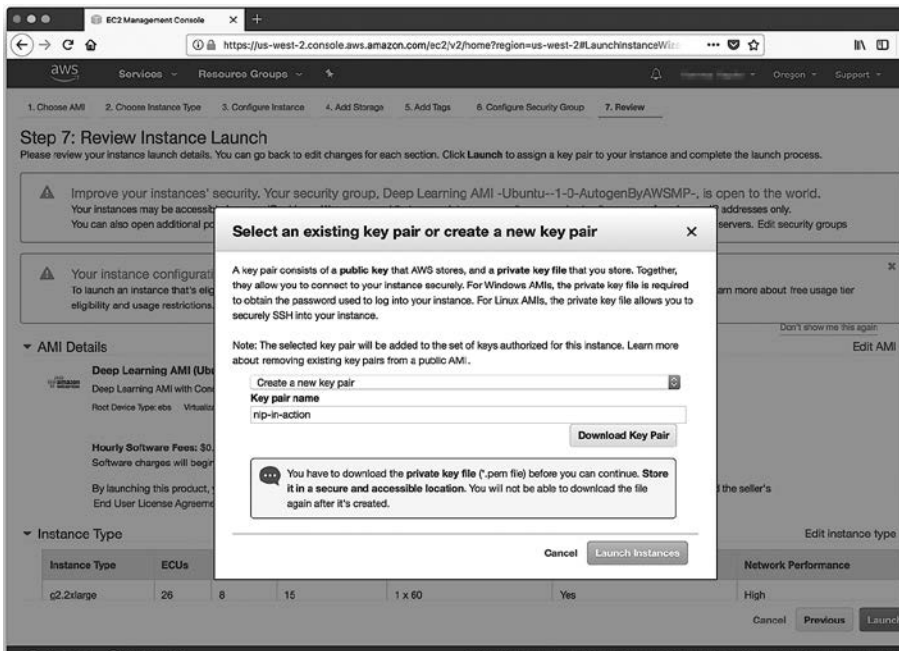 EC2 Management Console
https://us-west-2.console.aws.amazon.com/ec2/v2/home?region=us-west-2#LaunchInstanceWiz
aws Services Resource Groups Oregon Support
1. Choose AMI 2. Choose Instance Type 3. Configure Instance 4. Add Storage 5. Add Tags 6. Configure Security Group 7. Review
Step 7: Review Instance Launch
Please review your instance launch details. You can go back to edit changes for each section. Click Launch to assign a key pair to your instance and complete the launch process.
Improve your instances' security. Your security group, Deep Learning AMI -Ubuntu--1-0-AutogenByAWSMP-, is open to the world.
Your instances may be accessib
addresses only.
You can also open additional po
servers. Edit security groups
Your instance configurati
To launch an instance that's elig
arn more about free usage tier
eligibility and usage restrictions.
Don't show me this again
AMI Details
Edit AMI
Deep Learning AMI (Ubu
Deep Learning AMI with Con
Root Device Type: ebs Virtualiz
Hourly Software Fees: $0.
Software charges will begin
By launching this product, y
d the seller's
End User License Agreeme
Select an existing key pair or create a new key pair
A key pair consists of a public key that AWS stores, and a private key file that you store. Together,
they allow you to connect to your instance securely. For Windows AMIs, the private key file is required
to obtain the password used to log into your instance. For Linux AMIs, the private key file allows you to
securely SSH into your instance.
Note: The selected key pair will be added to the set of keys authorized for this instance. Learn more
about removing existing key pairs from a public AMI.
Create a new key pair
Key pair name
nlp-in-action
Download Key Pair
You have to download the private key file (*.pem file) before you can continue. Store
it in a secure and accessible location. You will not be able to download the file
again after it's created.
Cancel Launch Instances
Instance Type
Edit instance type
Instance Type ECUs Network Performance
g2.2xlarge 26 8 15 1 x 60 Yes High
Cancel Previous Launch